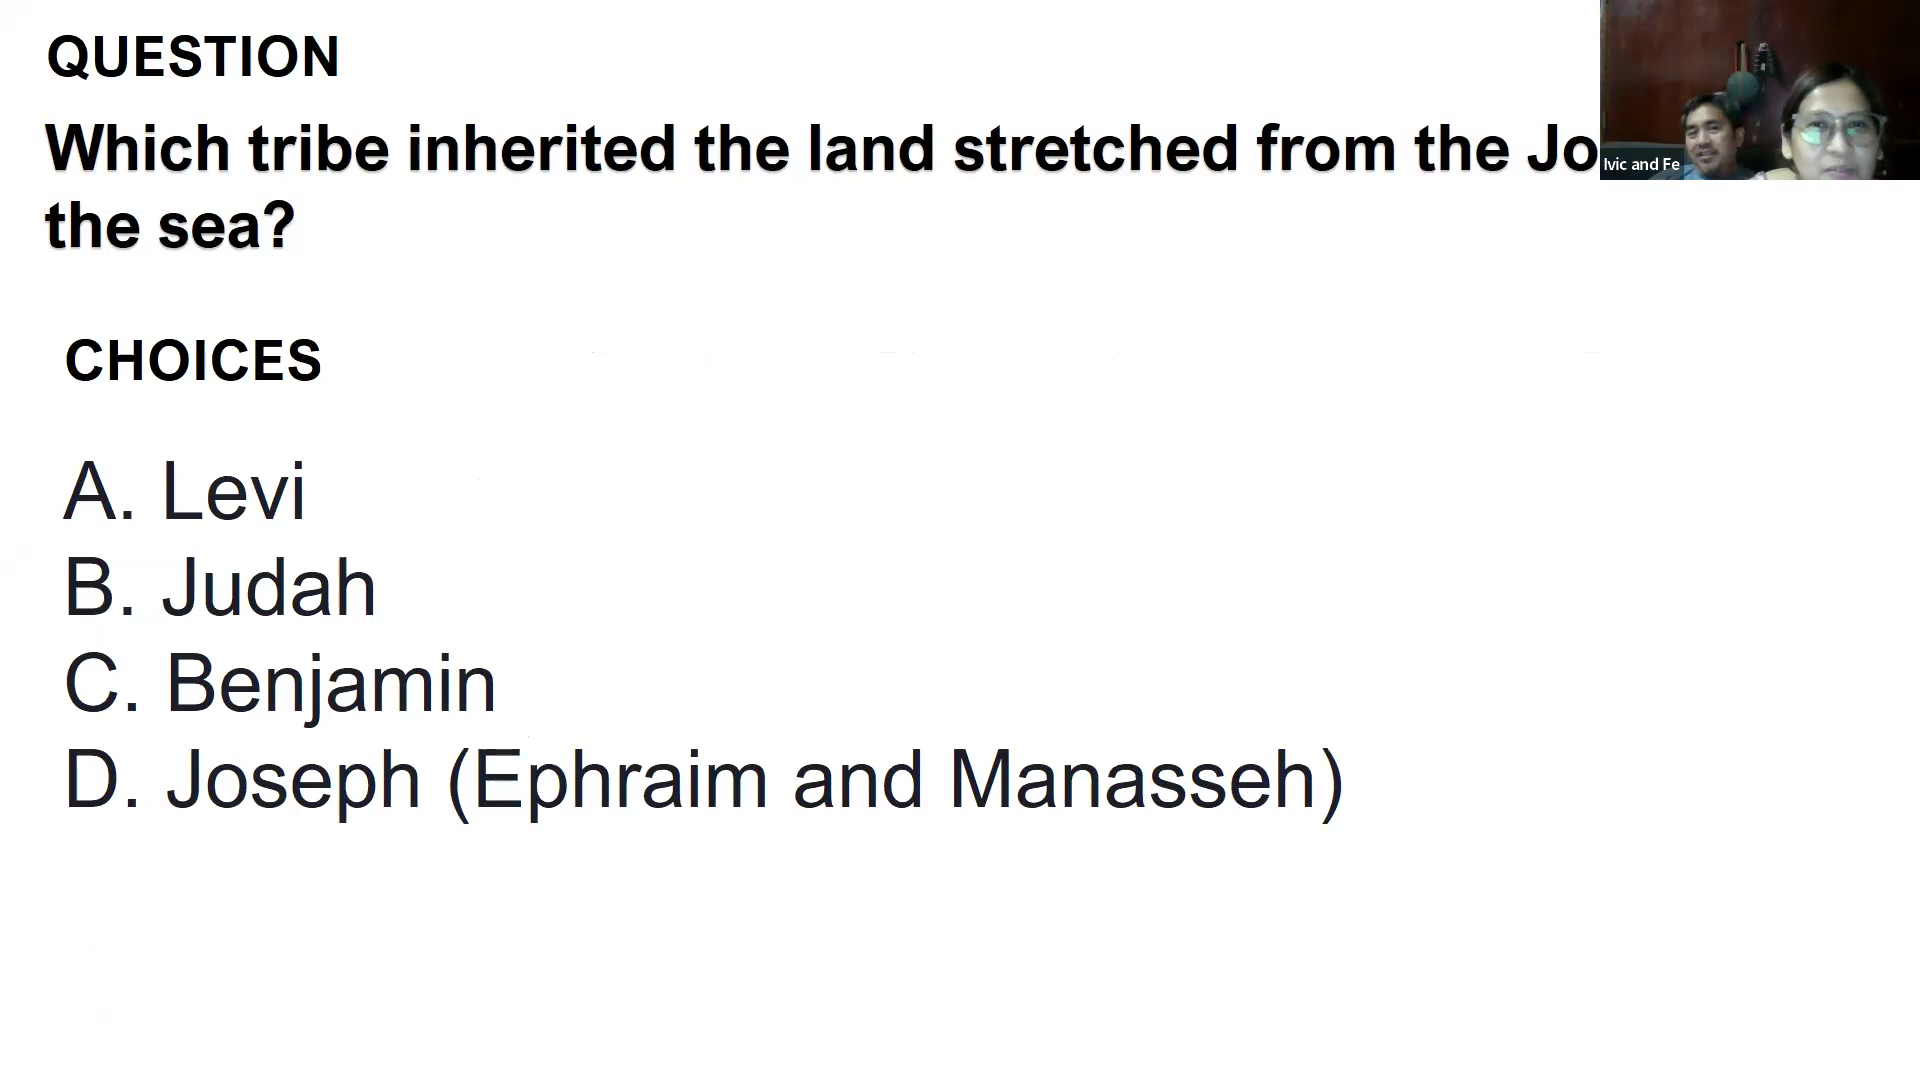 QUESTION
Which tribe inherited the land stretched from the Jo
the sea?
Ivic and Fe
CHOICES
A. Levi
B. Judah
C. Benjamin
D. Joseph (Ephraim and Manasseh)